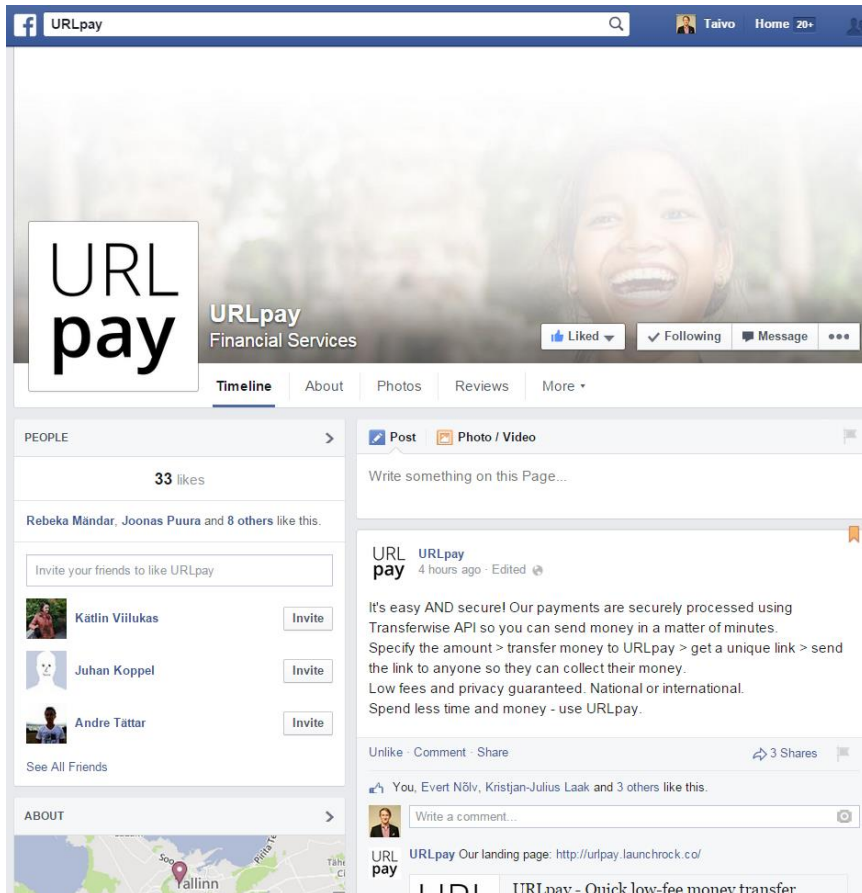 URLpay
Taivo Home 20+
URL
pay
URLpay
Financial Services
Liked
Following
Message
Timeline About Photos Reviews More
PEOPLE
33 likes
Rebeka Mändar, Joonas Puura and 8 others like this.
Invite your friends to like URLpay
Kätlin Viilukas Invite
Juhan Koppel Invite
Andre Tättar Invite
See All Friends
ABOUT
Tallinn
Pirita Te
Post Photo / Video
Write something on this Page...
URL
pay
URLpay
4 hours ago · Edited
It's easy AND secure! Our payments are securely processed using
Transferwise API so you can send money in a matter of minutes.
Specify the amount > transfer money to URLpay > get a unique link > send
the link to anyone so they can collect their money.
Low fees and privacy guaranteed. National or international.
Spend less time and money - use URLpay.
Unlike · Comment · Share 3 Shares
You, Evert Nõlv, Kristjan-Julius Laak and 3 others like this.
Write a comment...
URL
pay
URLpay Our landing page: http://urlpay.launchrock.co/
URL
URLpay - Quick low-fee money transfer